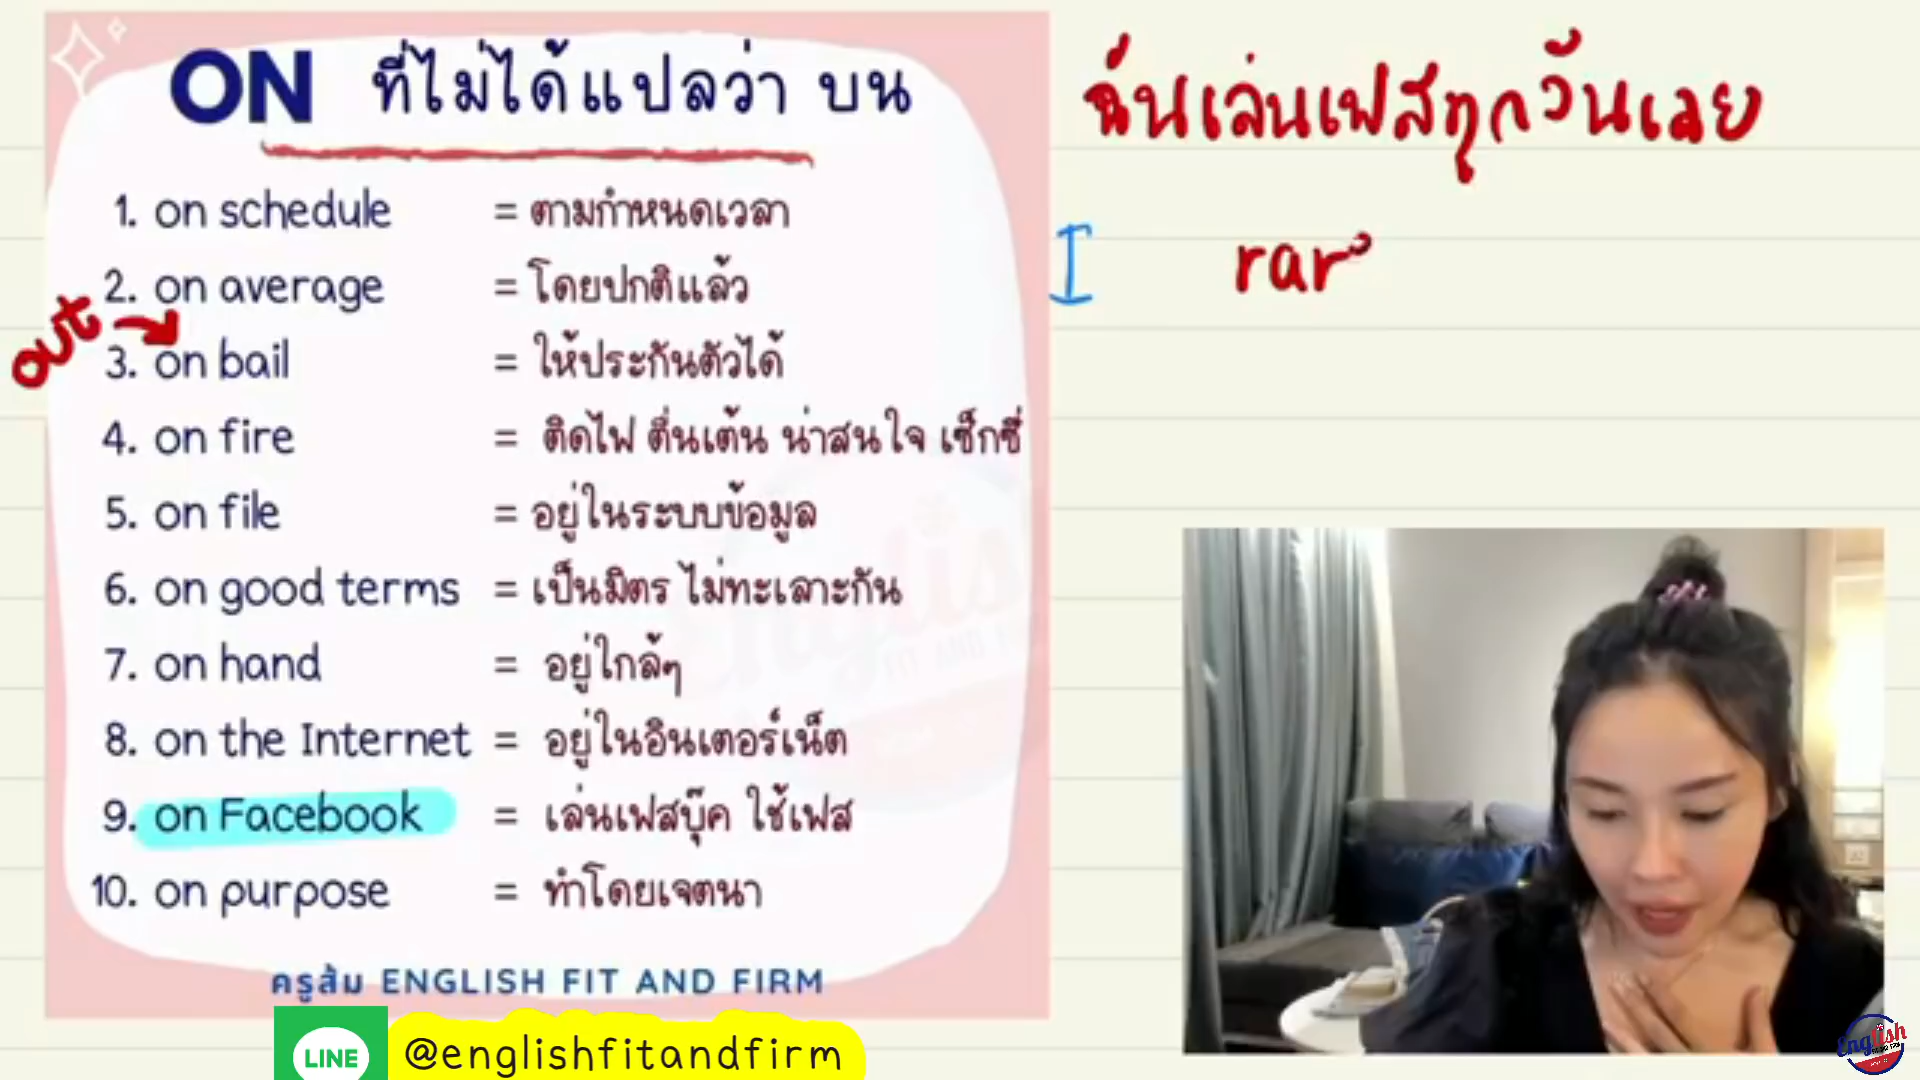 ON ที่ไม่ได้แปลว่า บน
1. on schedule = ตามกำหนดเวลา
2. on average = โดยปกติแล้ว
out
3. on bail = ให้ประกันตัวได้
4. on fire = ติดไฟ ตื่นเต้น น่าสนใจ เซ็กซี่
5. on file = อยู่ในระบบข้อมูล
6. on good terms = เป็นมิตร ไม่ทะเลาะกัน
7. on hand = อยู่ใกล้ๆ
8. on the Internet = อยู่ในอินเตอร์เน็ต
9. on Facebook = เล่นเฟสบุ๊ค ใช้เฟส
10. on purpose = ทำโดยเจตนา
ครูส้ม ENGLISH FIT AND FIRM
LINE @englishfitandfirm
ฉันเล่นเฟสทุกวันเลย
I rar
English